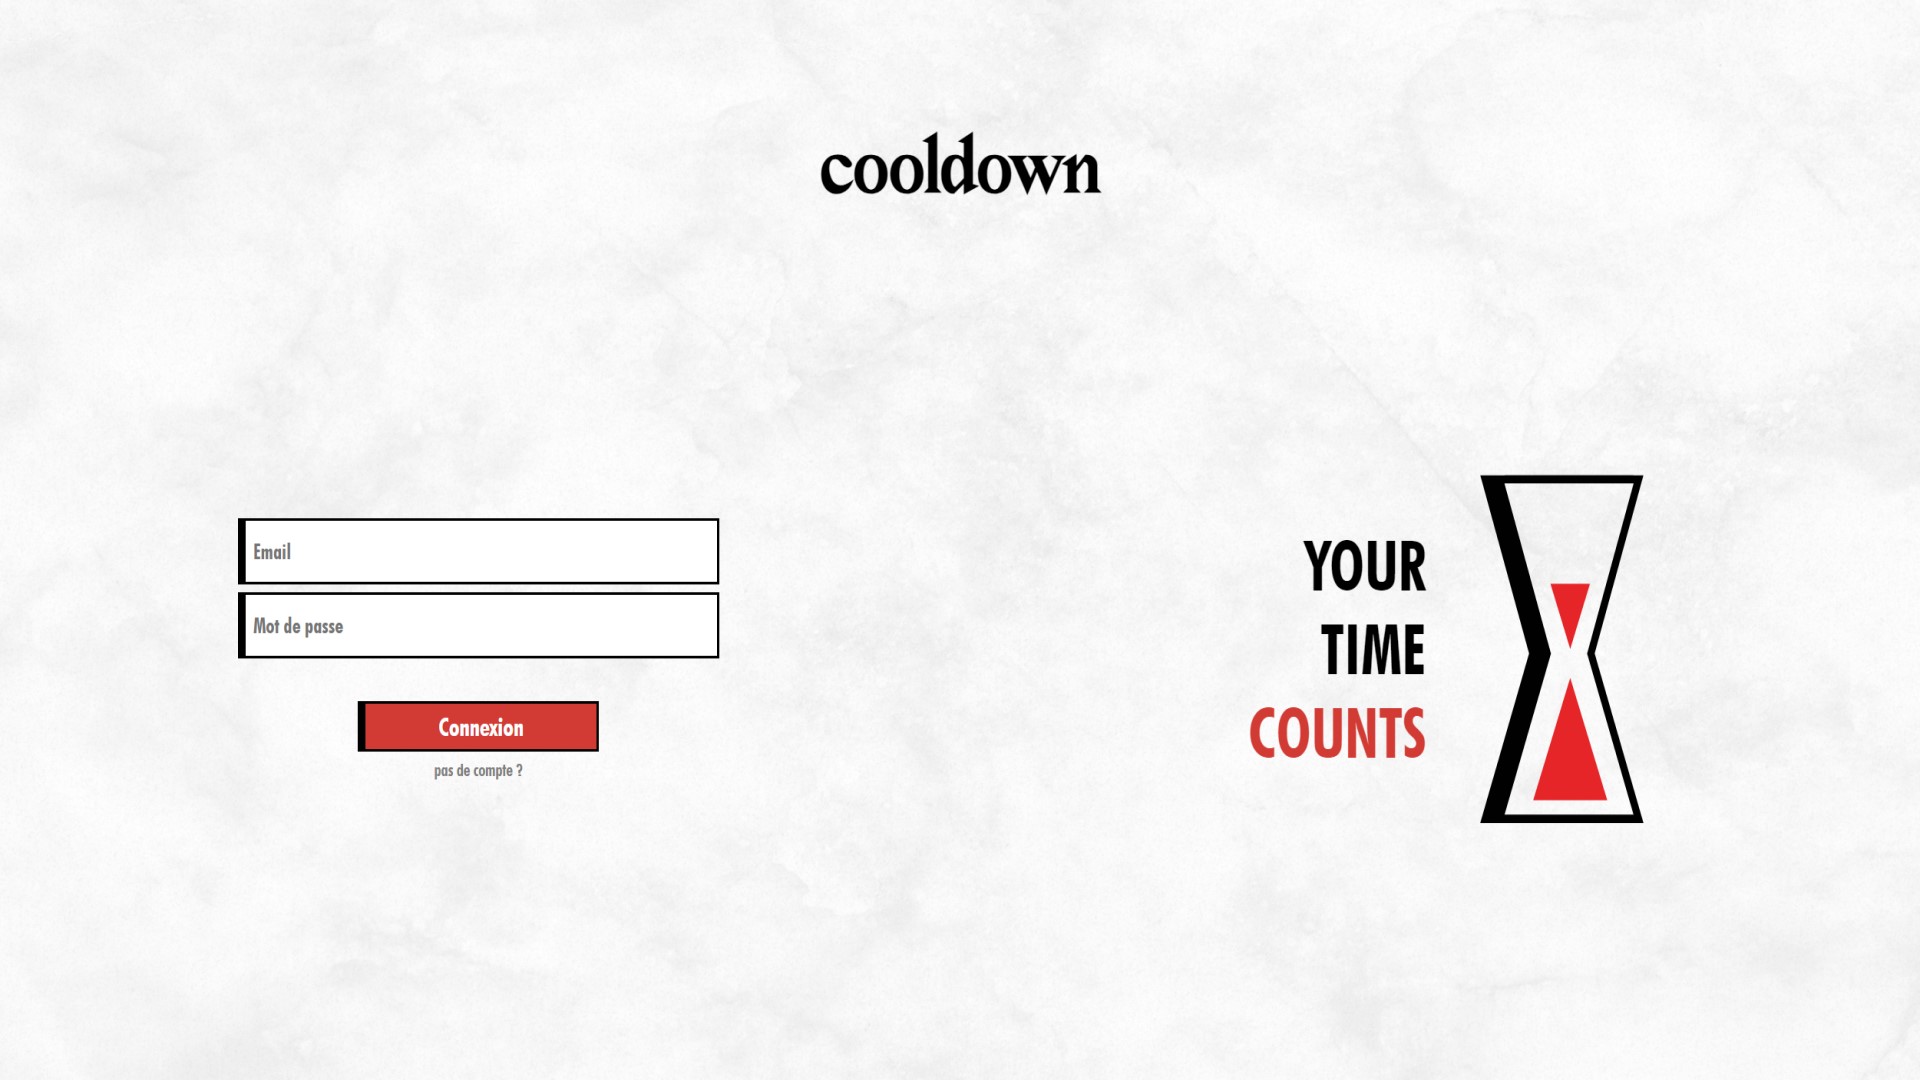 cooldown
Email
Mot de passe
Connexion
pas de compte ?
YOUR
TIME
COUNTS